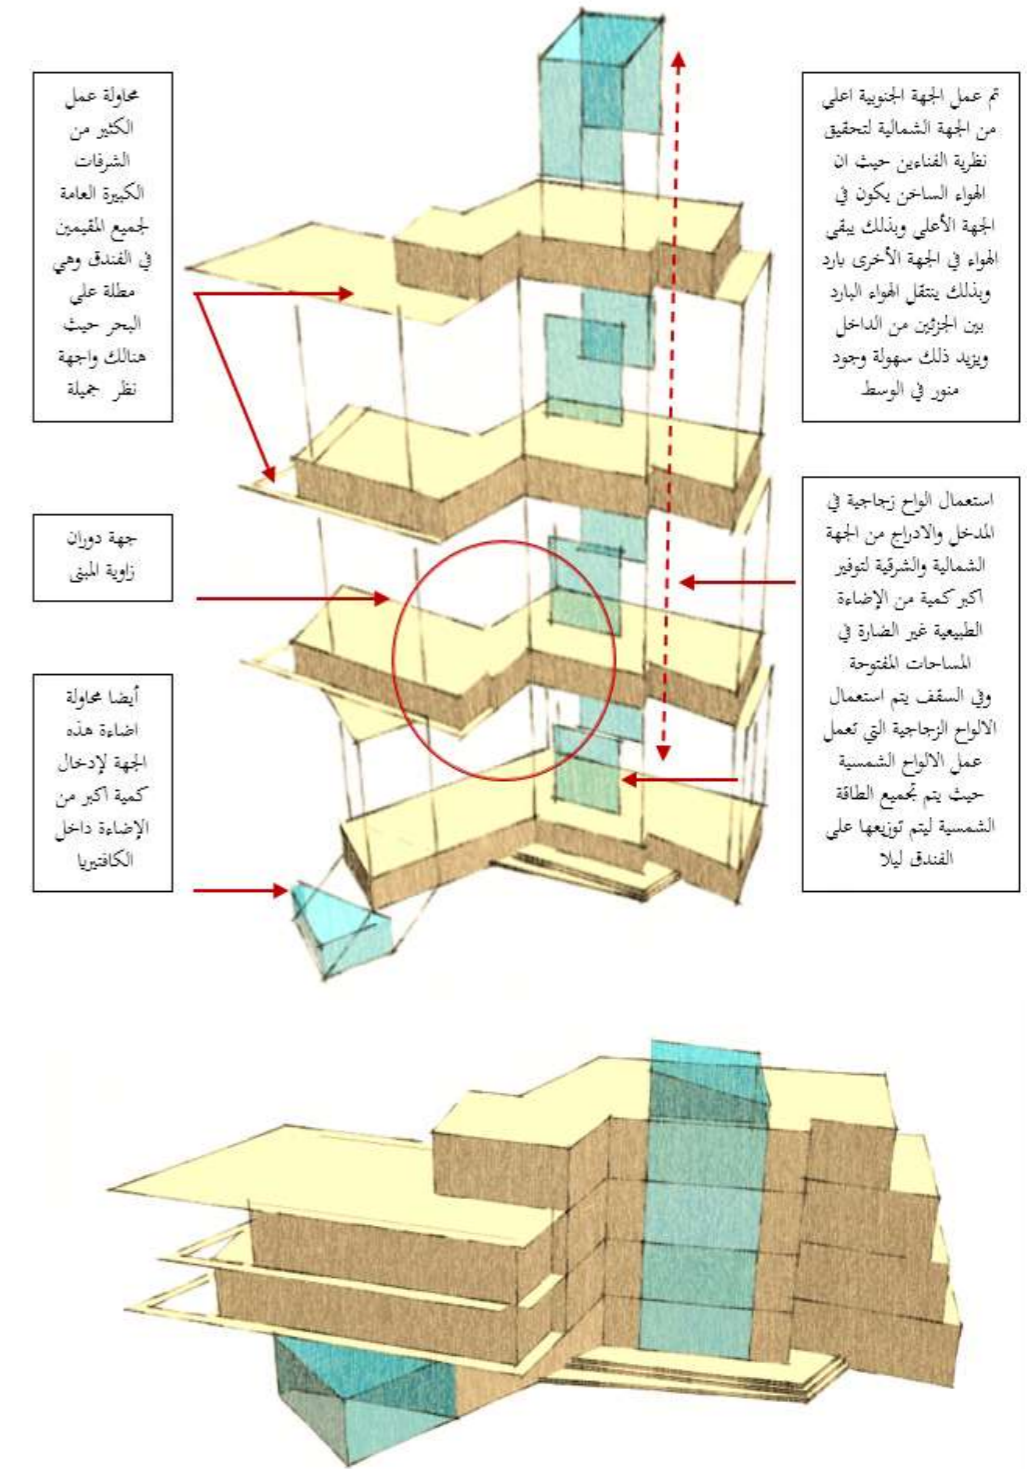 تم عمل الجهة الجنوبية اعلى
من الجهة الشمالية لتحقيق
نظرية الفناءين حيث ان
الهواء الساخن يكون في
الجهة الأعلى وبذلك يبقى
الهواء في الجهة الأخرى بارد
وبذلك ينتقل الهواء البارد
بين الجزئين من الداخل
ويزيد ذلك سهولة وجود
منور في الوسط
استعمال الواح زجاجية في
المدخل والادراج من الجهة
الشمالية والشرقية لتوفير
اكبر كمية من الإضاءة
الطبيعية غير الضارة في
المساحات المفتوحة
وفي السقف يتم استعمال
الالواح الزجاجية التي تعمل
عمل الالواح الشمسية
حيث يتم تجميع الطاقة
الشمسية ليتم توزيعها على
الفندق ليلا
محاولة عمل
الكثير من
الشرفات
الكبيرة العامة
لجميع المقيمين
في الفندق وهي
مطلة على
البحر حيث
هنالك واجهة
نظر جميلة
جهة دوران
زاوية المبنى
أيضا محاولة
اضاءة هذه
الجهة لإدخال
كمية اكبر من
الإضاءة داخل
الكافتيريا